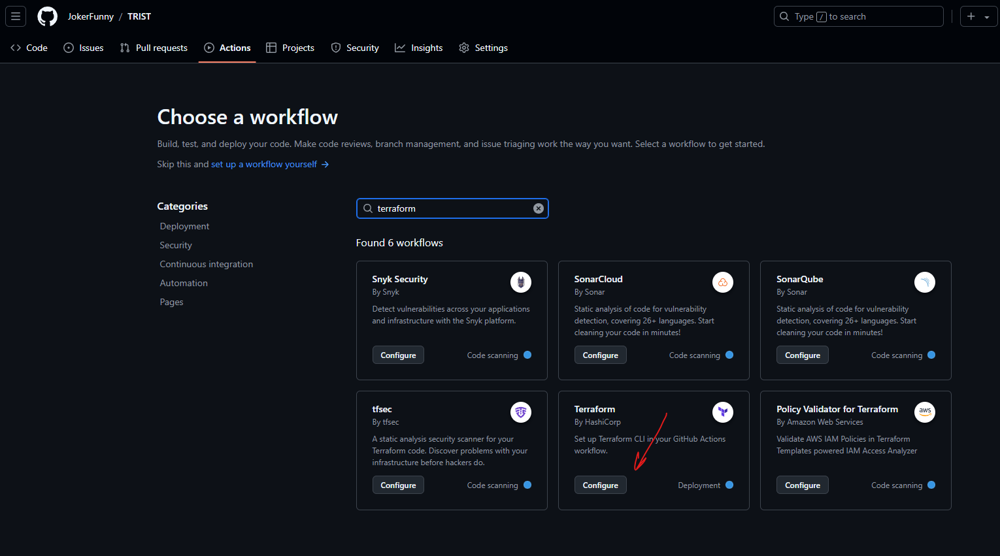 JokerFunny / TRIST
Type / to search
Code
Issues
Pull requests
Actions
Projects
Security
Insights
Settings
Choose a workflow
Build, test, and deploy your code. Make code reviews, branch management, and issue triaging work the way you want. Select a workflow to get started.
Skip this and set up a workflow yourself →
Categories
Deployment
Security
Continuous integration
Automation
Pages
terraform
Found 6 workflows
Snyk Security
By Snyk
Detect vulnerabilities across your applications
and infrastructure with the Snyk platform.
Configure
Code scanning
SonarCloud
By Sonar
Static analysis of code for vulnerability
detection, covering 26+ languages. Start
cleaning your code in minutes!
Configure
Code scanning
SonarQube
By Sonar
Static analysis of code for vulnerability
detection, covering 26+ languages. Start
cleaning your code in minutes!
Configure
Code scanning
tfsec
By tfsec
A static analysis security scanner for your
Terraform code. Discover problems with your
infrastructure before hackers do.
Configure
Code scanning
Terraform
By HashiCorp
Set up Terraform CLI in your GitHub Actions
workflow.
Configure
Deployment
Policy Validator for Terraform
aws
By Amazon Web Services
Validate AWS IAM Policies in Terraform
Templates powered IAM Access Analyzer
Configure
Code scanning